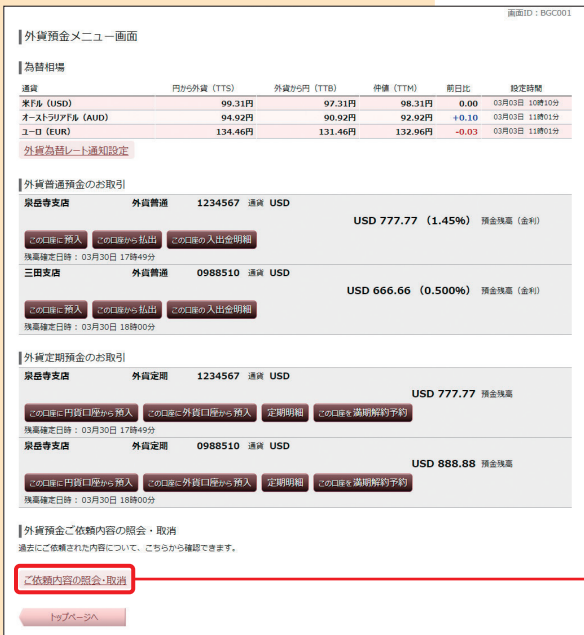 画面ID：BGC001
外貨預金メニュー画面
為替相場
通貨 円から外貨（TTS） 外貨から円（TTB） 仲値（TTM） 前日比 設定時間
米ドル（USD） 99.31円 97.31円 98.31円 0.00 03月03日 10時10分
オーストラリアドル（AUD） 94.92円 90.92円 92.92円 +0.10 03月03日 11時01分
ユーロ（EUR） 134.46円 131.46円 132.96円 -0.03 03月03日 11時01分
外貨為替レート通知設定
外貨普通預金のお取引
泉岳寺支店 外貨普通 1234567 通貨 USD
USD 777.77 （1.45%） 預金残高（金利）
この口座に預入 この口座から払出 この口座の入出金明細
残高確定日時：03月30日 17時49分
三田支店 外貨普通 0988510 通貨 USD
USD 666.66 （0.500%） 預金残高（金利）
この口座に預入 この口座から払出 この口座の入出金明細
残高確定日時：03月30日 18時00分
外貨定期預金のお取引
泉岳寺支店 外貨定期 1234567 通貨 USD
USD 777.77 預金残高
この口座に円貨口座から預入 この口座に外貨口座から預入 定期明細 この口座を満期解約予約
残高確定日時：03月30日 17時49分
泉岳寺支店 外貨定期 0988510 通貨 USD
USD 888.88 預金残高
この口座に円貨口座から預入 この口座に外貨口座から預入 定期明細 この口座を満期解約予約
残高確定日時：03月30日 18時00分
外貨預金ご依頼内容の照会・取消
過去にご依頼された内容について、こちらから確認できます。
ご依頼内容の照会・取消
トップページへ